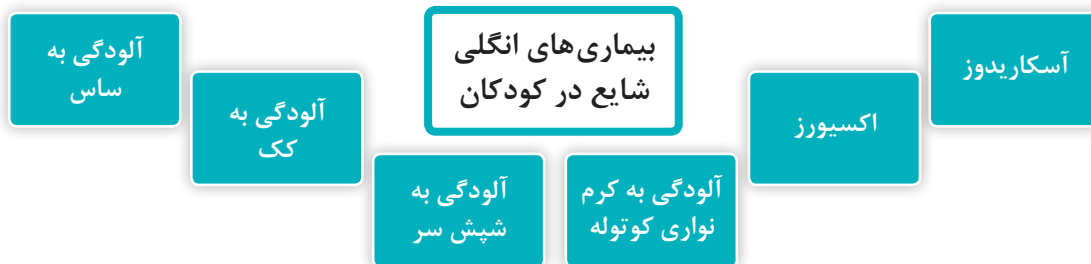 بیماری‌های انگلی
شایع در کودکان
آسکاریدوز
اکسیورز
آلودگی به کرم
نواری کوتوله
آلودگی به
شپش سر
آلودگی به
کک
آلودگی به
ساس